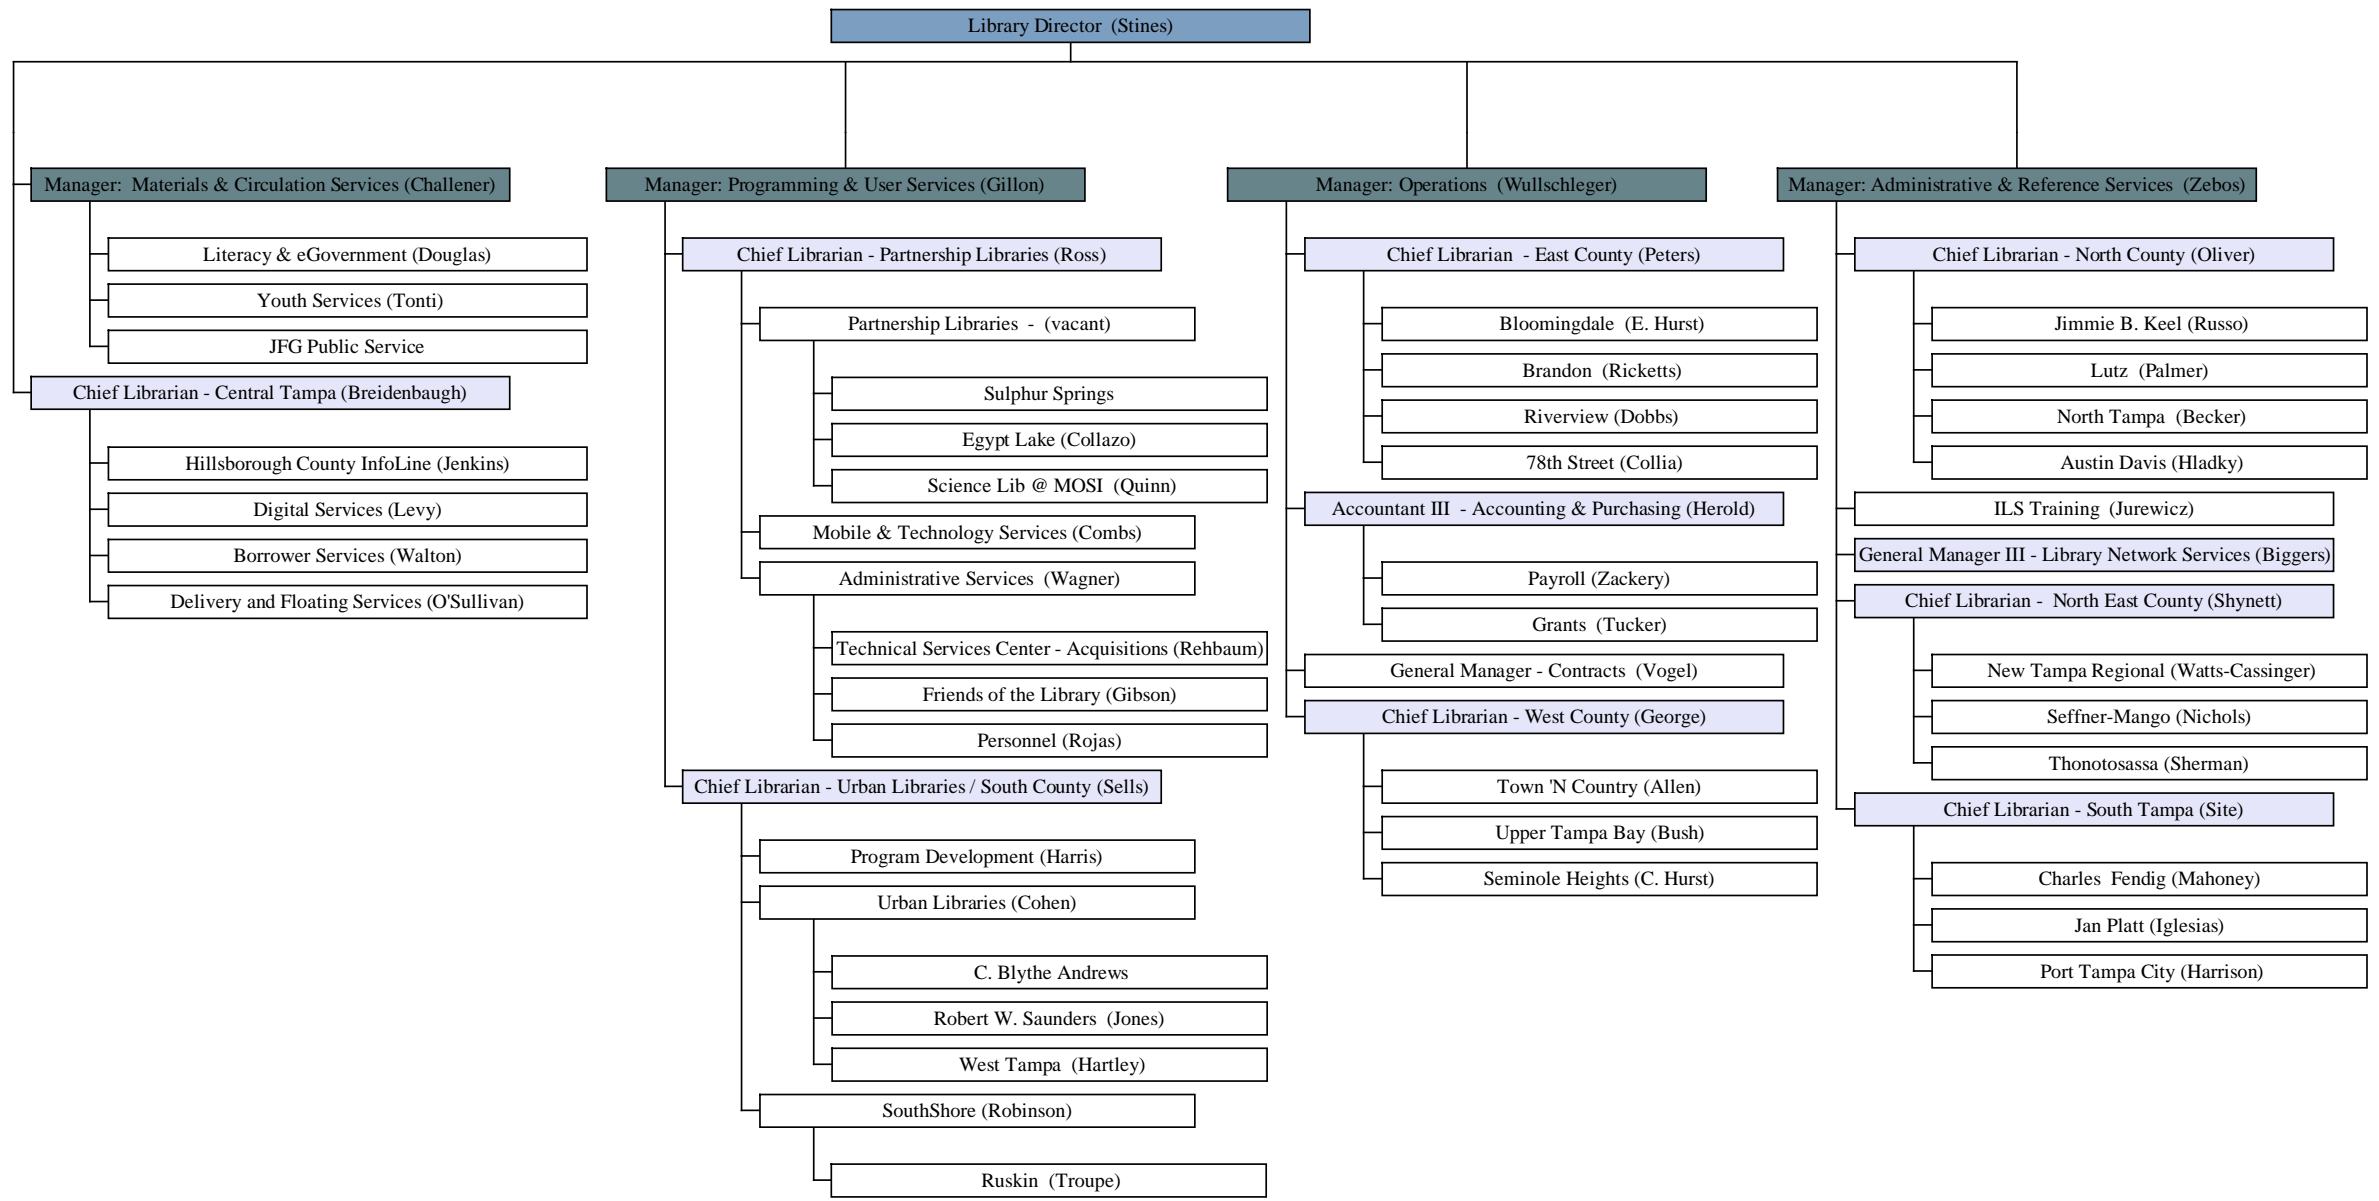 Library Director  (Stines)
Manager:  Materials & Circulation Services (Challener)
Literacy & eGovernment (Douglas)
Youth Services (Tonti)
JFG Public Service
Chief Librarian - Central Tampa (Breidenbaugh)
Hillsborough County InfoLine (Jenkins)
Digital Services (Levy)
Borrower Services (Walton)
Delivery and Floating Services (O'Sullivan)
Manager: Programming & User Services (Gillon)
Chief Librarian - Partnership Libraries (Ross)
Partnership Libraries  -  (vacant)
Sulphur Springs
Egypt Lake (Collazo)
Science Lib @ MOSI  (Quinn)
Mobile & Technology Services (Combs)
Administrative Services  (Wagner)
Technical Services Center - Acquisitions (Rehbaum)
Friends of the Library (Gibson)
Personnel (Rojas)
Chief Librarian - Urban Libraries / South County (Sells)
Program Development (Harris)
Urban Libraries (Cohen)
C. Blythe Andrews
Robert W. Saunders  (Jones)
West Tampa  (Hartley)
SouthShore (Robinson)
Ruskin  (Troupe)
Manager: Operations  (Wullschleger)
Chief Librarian  - East County (Peters)
Bloomingdale  (E. Hurst)
Brandon  (Ricketts)
Riverview (Dobbs)
78th Street (Collia)
Accountant III  - Accounting & Purchasing (Herold)
Payroll (Zackery)
Grants  (Tucker)
General Manager - Contracts  (Vogel)
Chief Librarian - West County (George)
Town 'N Country (Allen)
Upper Tampa Bay (Bush)
Seminole Heights (C. Hurst)
Manager: Administrative & Reference Services  (Zebos)
Chief Librarian - North County (Oliver)
Jimmie B. Keel (Russo)
Lutz  (Palmer)
North Tampa  (Becker)
Austin Davis (Hladky)
ILS Training  (Jurewicz)
General Manager III - Library Network Services (Biggers)
Chief Librarian -  North East County (Shynett)
New Tampa Regional (Watts-Cassinger)
Seffner-Mango (Nichols)
Thonotosassa (Sherman)
Chief Librarian - South Tampa (Site)
Charles  Fendig (Mahoney)
Jan Platt (Iglesias)
Port Tampa City (Harrison)